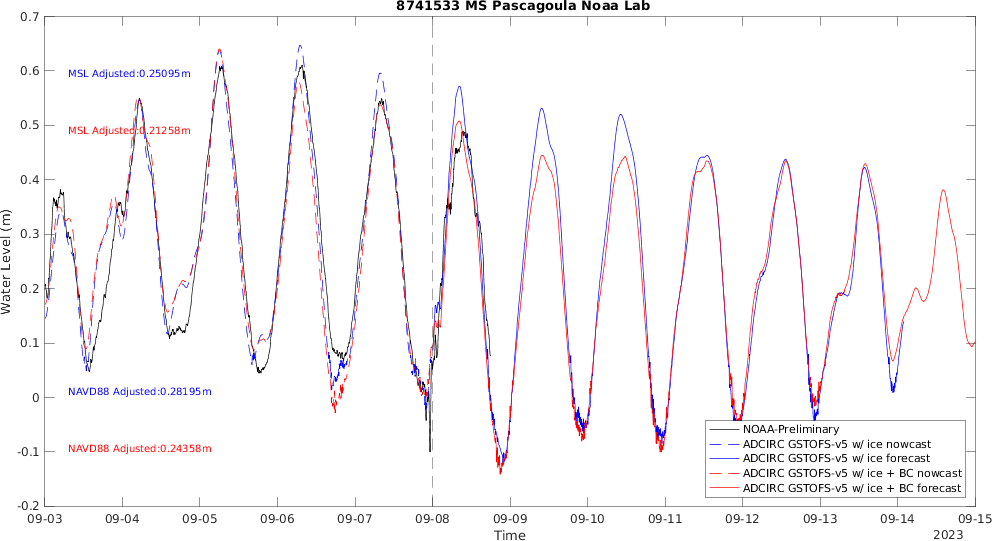 8741533 MS Pascagoula Noaa Lab
0.7
0.6
0.5
0.4
0.3
0.2
0.1
0
-0.1
-0.2
Water Level (m)
MSL Adjusted:0.25095m
MSL Adjusted:0.21258m
NAVD88 Adjusted:0.28195m
NAVD88 Adjusted:0.24358m
NOAA-Preliminary
ADCIRC GSTOFS-v5 w/ ice nowcast
ADCIRC GSTOFS-v5 w/ ice forecast
ADCIRC GSTOFS-v5 w/ ice + BC nowcast
ADCIRC GSTOFS-v5 w/ ice + BC forecast
09-03 09-04 09-05 09-06 09-07 09-08 09-09 09-10 09-11 09-12 09-13 09-14 09-15
Time
2023